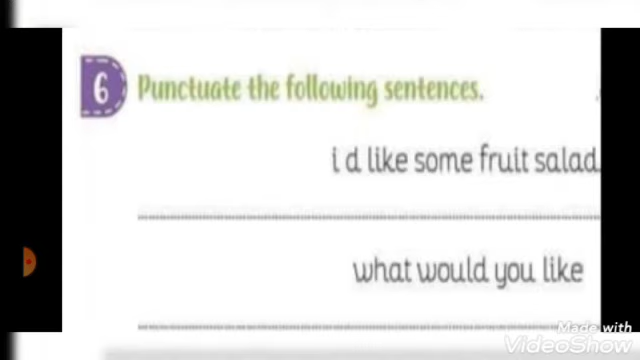 6 Punctuate the following sentences.
i d like some fruit salad
what would you like
Made with
VideoShow